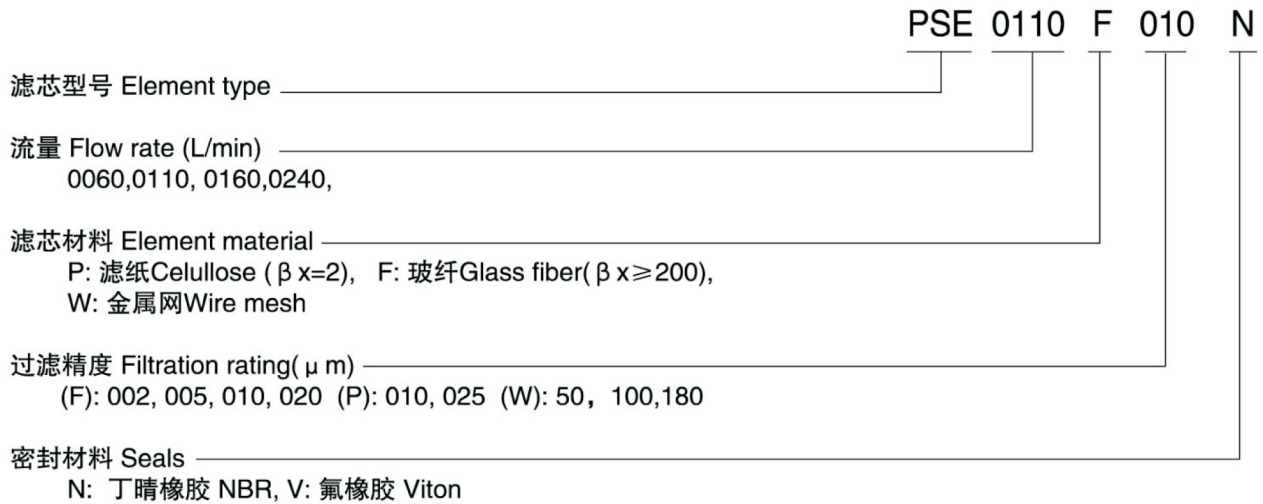 PSE 0110 F 010 N
滤芯型号 Element type
流量 Flow rate (L/min)
0060,0110, 0160,0240,
滤芯材料 Element material
P: 滤纸Celullose ( β x=2), F: 玻纤Glass fiber( β x≥200),
W: 金属网Wire mesh
过滤精度 Filtration rating( μ m)
(F): 002, 005, 010, 020 (P): 010, 025 (W): 50，100,180
密封材料 Seals
N: 丁晴橡胶 NBR, V: 氟橡胶 Viton